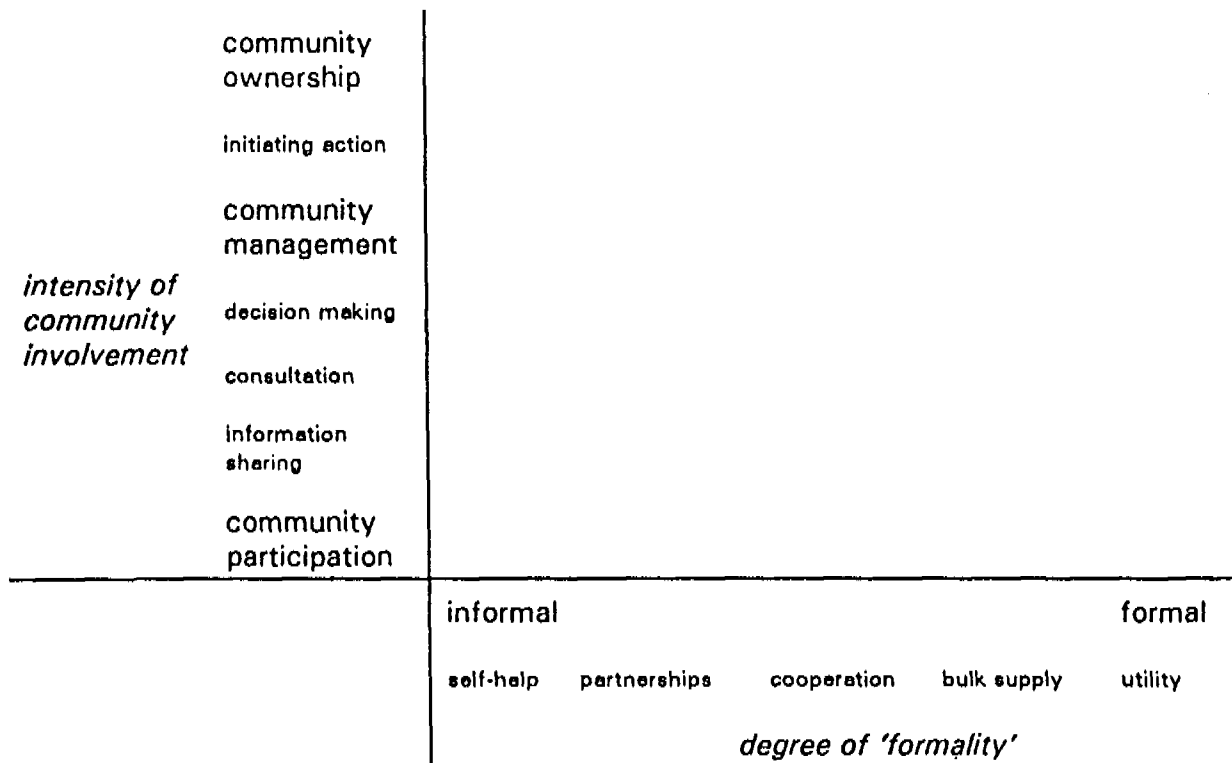 community
ownership
initiating action
community
management
intensity of
community
involvement
decision making
consultation
information
sharing
community
participation
informal formal
self-help partnerships cooperation bulk supply utility
degree of 'formality'